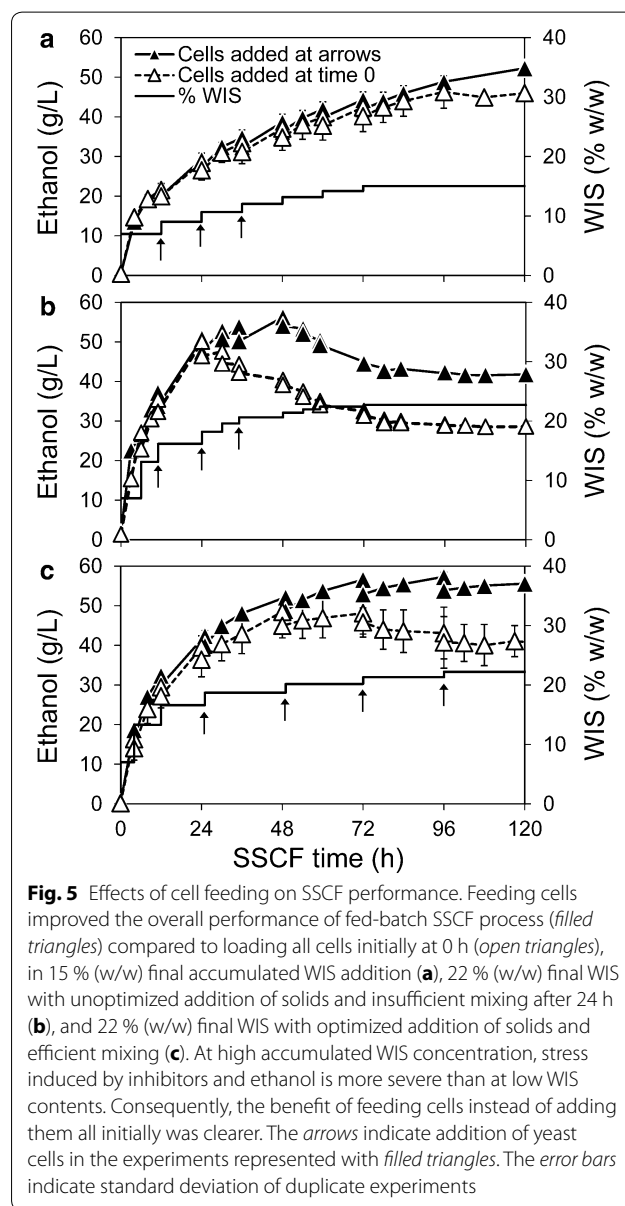 a
60
50
40
30
20
10
0
Ethanol (g/L)
Cells added at arrows
Cells added at time 0
% WIS
40
30
20
10
0
WIS (% w/w)
b
60
50
40
30
20
10
0
Ethanol (g/L)
40
30
20
10
0
WIS (% w/w)
c
60
50
40
30
20
10
0
Ethanol (g/L)
40
30
20
10
0
WIS (% w/w)
0 24 48 72 96 120
SSCF time (h)
Fig. 5 Effects of cell feeding on SSCF performance. Feeding cells
improved the overall performance of fed-batch SSCF process (filled
triangles) compared to loading all cells initially at 0 h (open triangles),
in 15 % (w/w) final accumulated WIS addition (a), 22 % (w/w) final WIS
with unoptimized addition of solids and insufficient mixing after 24 h
(b), and 22 % (w/w) final WIS with optimized addition of solids and
efficient mixing (c). At high accumulated WIS concentration, stress
induced by inhibitors and ethanol is more severe than at low WIS
contents. Consequently, the benefit of feeding cells instead of adding
them all initially was clearer. The arrows indicate addition of yeast
cells in the experiments represented with filled triangles. The error bars
indicate standard deviation of duplicate experiments